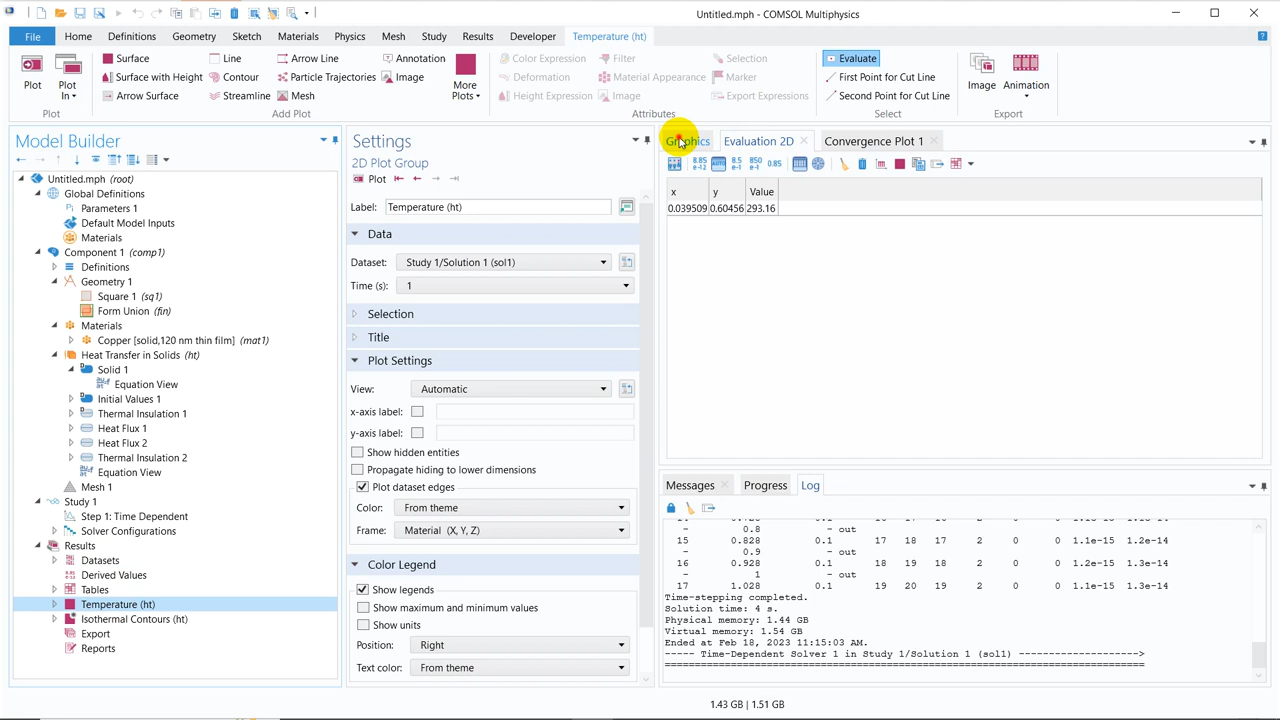 Untitled.mph - COMSOL Multiphysics
File Home Definitions Geometry Sketch Materials Physics Mesh Study Results Developer Temperature (ht)
Plot
Plot In
Plot
Surface
Surface with Height
Arrow Surface
Line
Contour
Streamline
Arrow Line
Particle Trajectories
Mesh
Annotation
Image
More Plots
Add Plot
Color Expression
Deformation
Height Expression
Filter
Material Appearance
Image
Selection
Marker
Export Expressions
Attributes
Evaluate
First Point for Cut Line
Second Point for Cut Line
Select
Image
Animation
Export
Model Builder
Untitled.mph (root)
Global Definitions
Parameters 1
Default Model Inputs
Materials
Component 1 (comp1)
Definitions
Geometry 1
Square 1 (sq1)
Form Union (fin)
Materials
Copper [solid,120 nm thin film] (mat1)
Heat Transfer in Solids (ht)
Solid 1
Equation View
Initial Values 1
Thermal Insulation 1
Heat Flux 1
Heat Flux 2
Thermal Insulation 2
Equation View
Mesh 1
Study 1
Step 1: Time Dependent
Solver Configurations
Results
Datasets
Derived Values
Tables
Temperature (ht)
Isothermal Contours (ht)
Export
Reports
Settings
2D Plot Group
Plot
Label: Temperature (ht)
Data
Dataset: Study 1/Solution 1 (sol1)
Time (s): 1
Selection
Title
Plot Settings
View: Automatic
x-axis label:
y-axis label:
Show hidden entities
Propagate hiding to lower dimensions
Plot dataset edges
Color: From theme
Frame: Material (X, Y, Z)
Color Legend
Show legends
Show maximum and minimum values
Show units
Position: Right
Text color: From theme
Graphics Evaluation 2D Convergence Plot 1
8.85 e-12 8.5 e-1 850 e-1 0.85
x y Value
0.039509 0.60456 293.16
Messages Progress Log
- 0.8 - out
15 0.828 0.1 17 18 17 2 0 0 1.1e-15 1.2e-14
- 0.9 - out
16 0.928 0.1 18 19 18 2 0 0 1.1e-15 1.2e-14
- 1 - out
17 1.028 0.1 19 20 19 2 0 0 1.1e-15 1.3e-14
Time-stepping completed.
Solution time: 4 s.
Physical memory: 1.44 GB
Virtual memory: 1.54 GB
Ended at Feb 18, 2023 11:15:03 AM.
----- Time-Dependent Solver 1 in Study 1/Solution 1 (sol1) -------------------->
1.43 GB | 1.51 GB